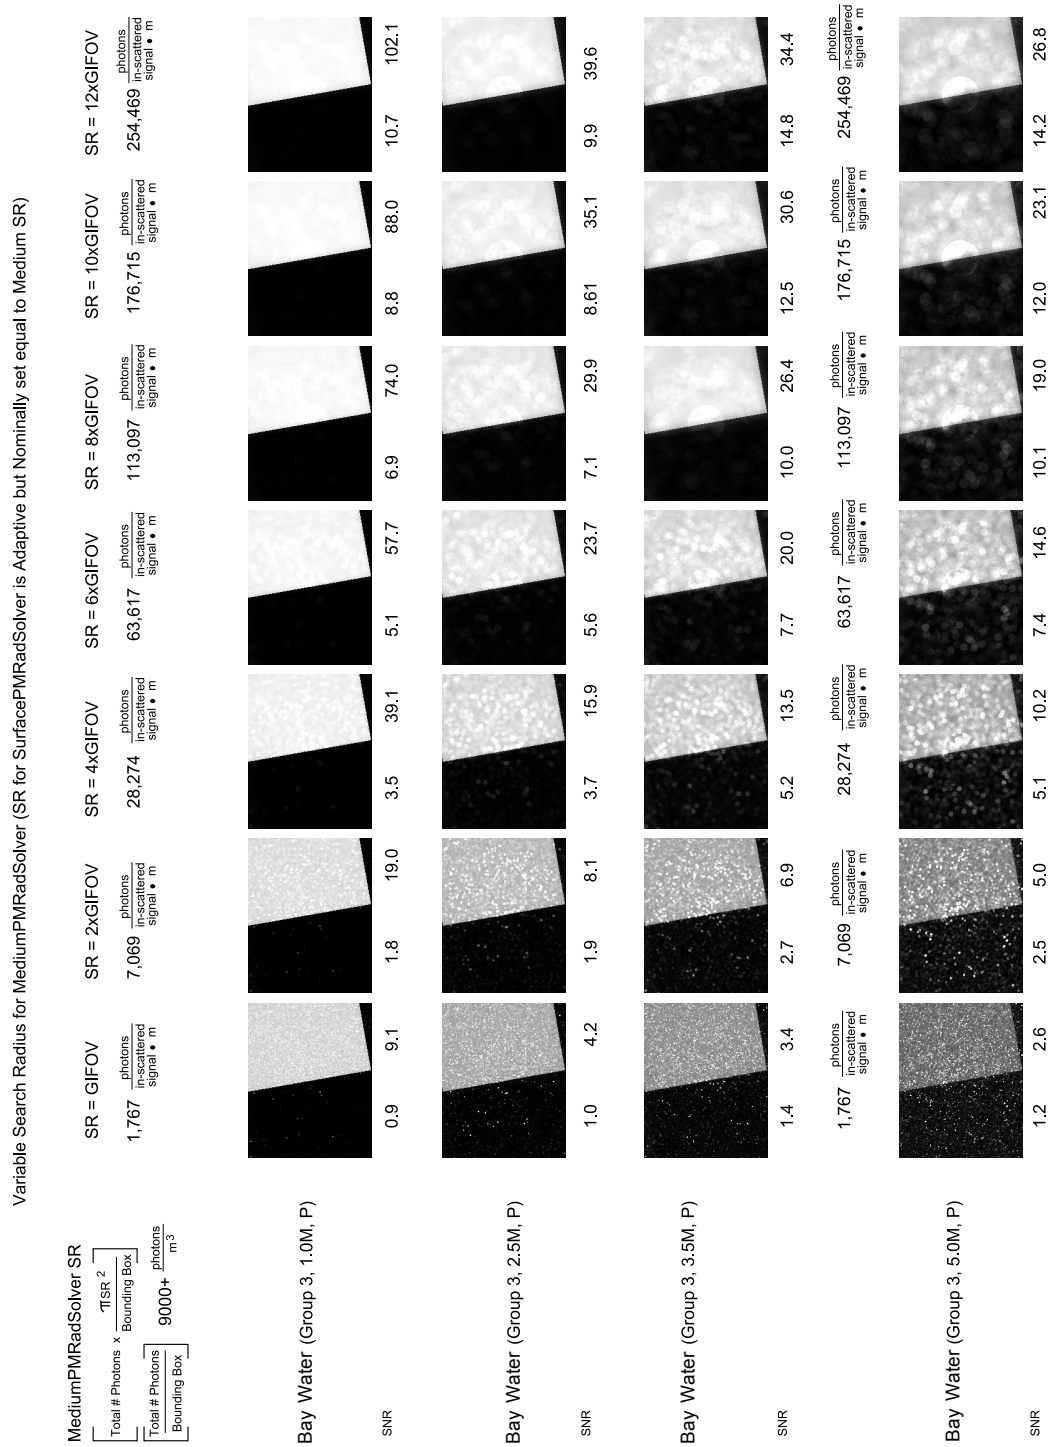 Variable Search Radius for MediumPMRadSolver (SR for SurfacePMRadSolver is Adaptive but Nominally set equal to Medium SR)
MediumPMRadSolver SR
SR = GIFOV
SR = 2xGIFOV
SR = 4xGIFOV
SR = 6xGIFOV
SR = 8xGIFOV
SR = 10xGIFOV
SR = 12xGIFOV
Total # Photons x πSR 2
Bounding Box
1,767 photons
in-scattered
signal • m
7,069 photons
in-scattered
signal • m
28,274 photons
in-scattered
signal • m
63,617 photons
in-scattered
signal • m
113,097 photons
in-scattered
signal • m
176,715 photons
in-scattered
signal • m
254,469 photons
in-scattered
signal • m
Total # Photons
Bounding Box
9000+ photons
m 3
Bay Water (Group 3, 1.0M, P)
SNR 0.9 9.1 1.8 19.0 3.5 39.1 5.1 57.7 6.9 74.0 8.8 88.0 10.7 102.1
Bay Water (Group 3, 2.5M, P)
SNR 1.0 4.2 1.9 8.1 3.7 15.9 5.6 23.7 7.1 29.9 8.61 35.1 9.9 39.6
Bay Water (Group 3, 3.5M, P)
SNR 1.4 3.4 2.7 6.9 5.2 13.5 7.7 20.0 10.0 26.4 12.5 30.6 14.8 34.4
1,767 photons
in-scattered
signal • m
7,069 photons
in-scattered
signal • m
28,274 photons
in-scattered
signal • m
63,617 photons
in-scattered
signal • m
113,097 photons
in-scattered
signal • m
176,715 photons
in-scattered
signal • m
254,469 photons
in-scattered
signal • m
Bay Water (Group 3, 5.0M, P)
SNR 1.2 2.6 2.5 5.0 5.1 10.2 7.4 14.6 10.1 19.0 12.0 23.1 14.2 26.8